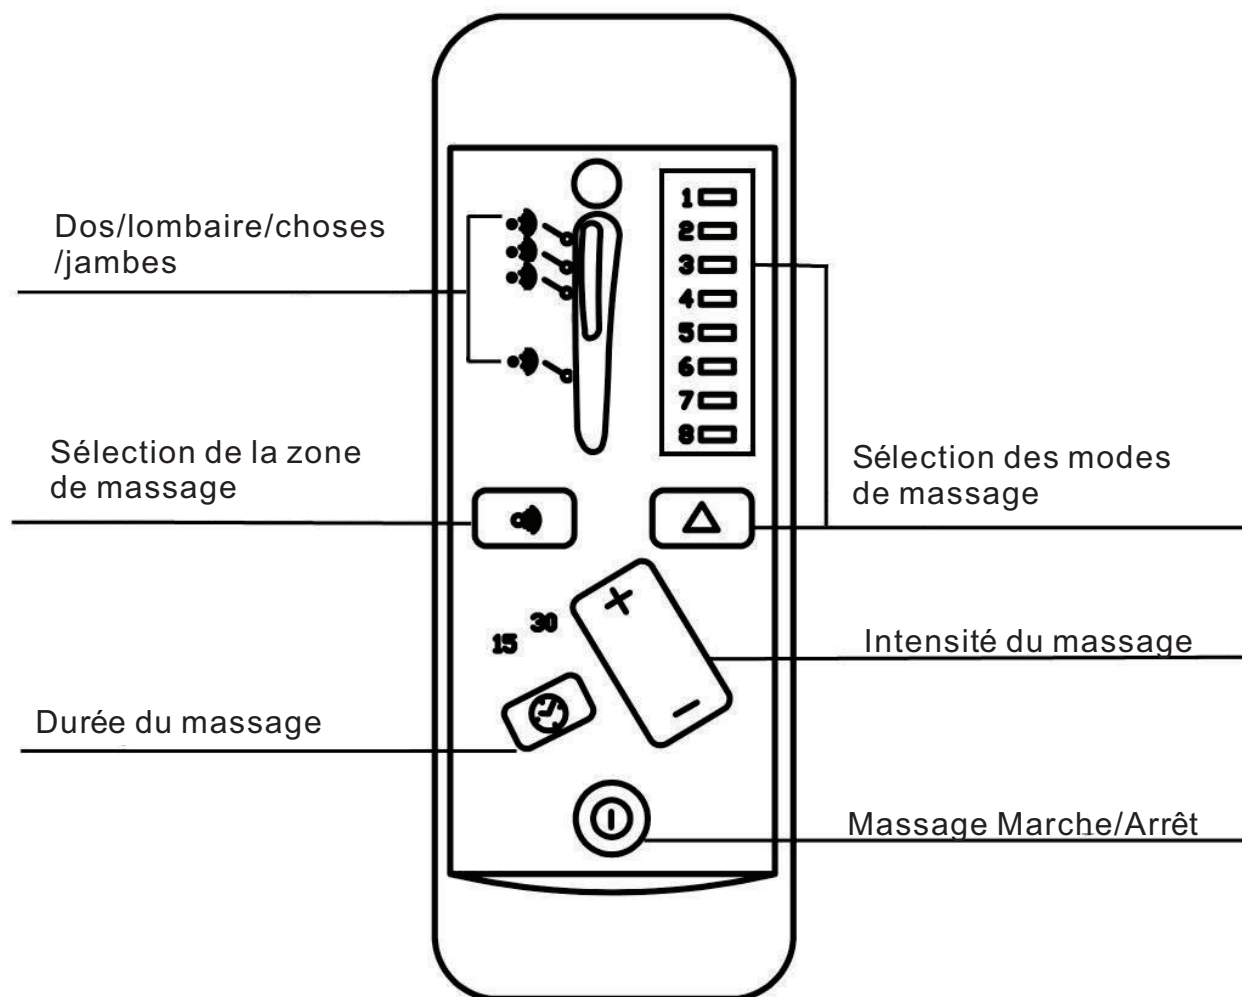 Dos/lombaire/choses
/jambes
1
2
3
4
5
6
7
8
Sélection de la zone
de massage
Sélection des modes
de massage
+
30
15
Intensité du massage
−
Durée du massage
Massage Marche/Arrêt